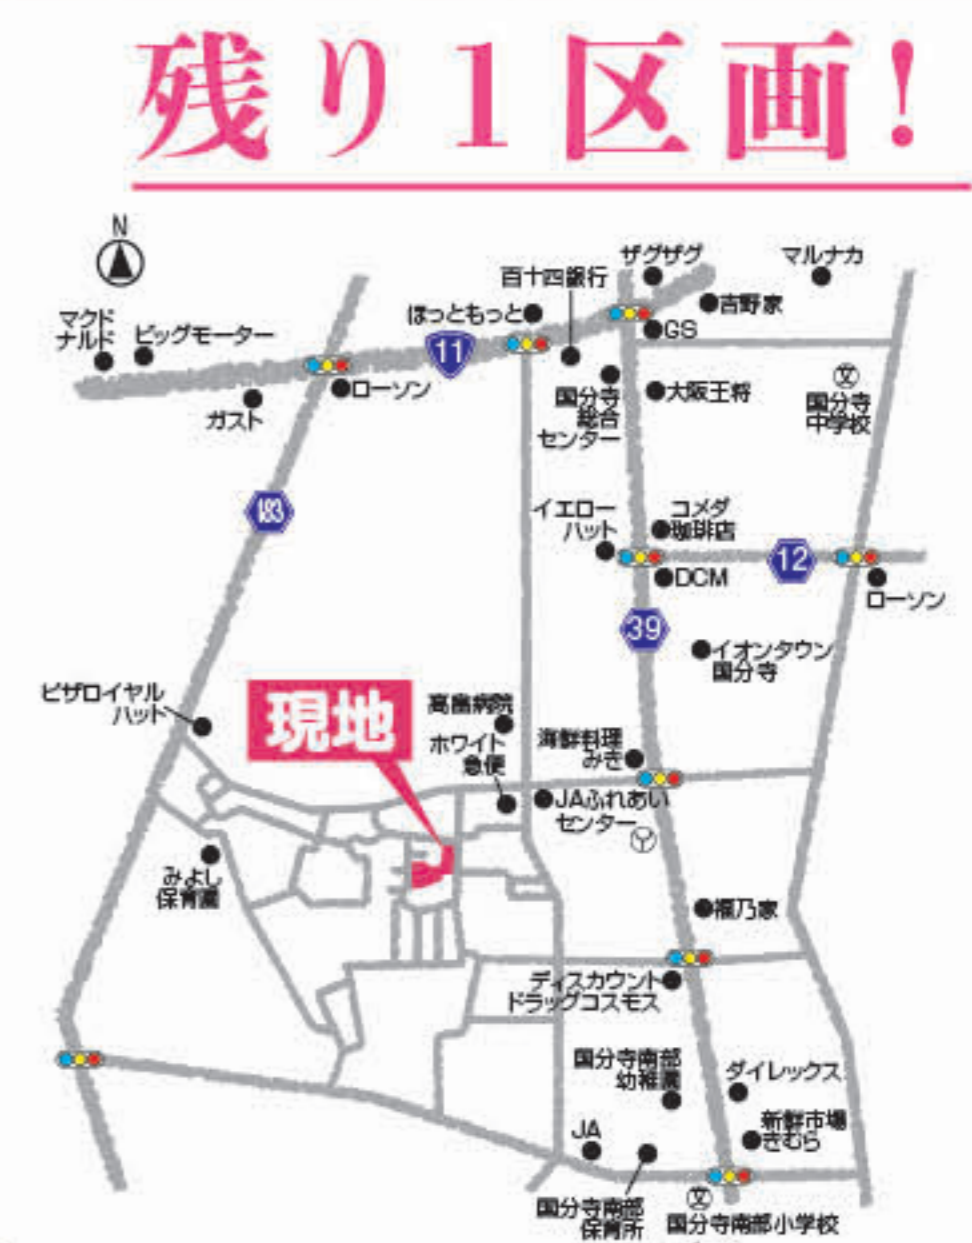 残り1区画!
N
ザグザグ
マルナカ
百十四銀行
吉野家
ほっともっと
GS
マクド
ナルド
ビッグモーター
11
ローソン
ガスト
国分寺
総合
センター
大阪王将
文
国分寺
中学校
183
イエロー
ハット
コメダ
珈琲店
12
DCM
ローソン
39
イオンタウン
国分寺
ピザロイヤル
ハット
現地
高畠病院
ホワイト
急便
海鮮料理
みき
JAふれあい
センター
みよし
保育園
福乃家
ディスカウント
ドラッグコスモス
国分寺南部
幼稚園
ダイレックス
新鮮市場
きむら
JA
国分寺南部
保育所
文
国分寺南部小学校